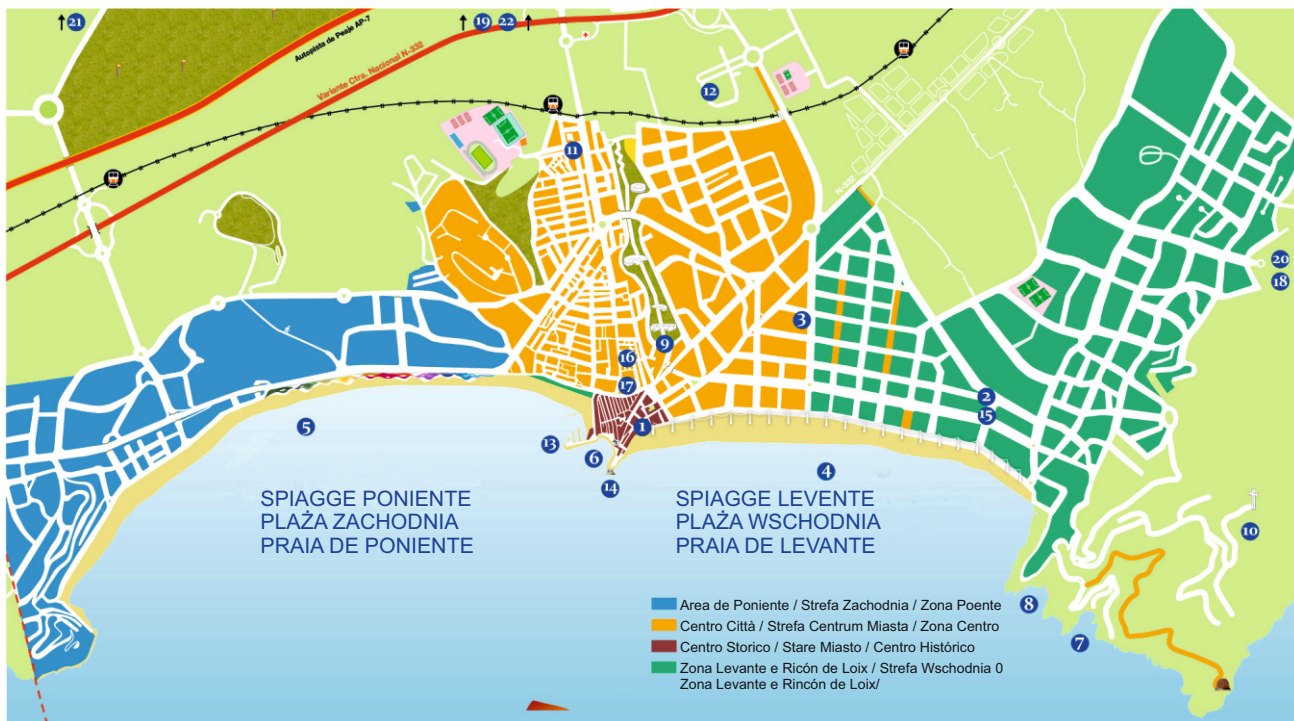 21
19 22
Autopista de Peaje AP-7
Variante Ctra. Nacional N-332
12
11
N-332
20
18
3
9
16
17
2
15
1
5
13
6
14
4
10
SPIAGGE PONIENTE
PLAŻA ZACHODNIA
PRAIA DE PONIENTE
SPIAGGE LEVENTE
PLAŻA WSCHODNIA
PRAIA DE LEVANTE
8
7
Area de Poniente / Strefa Zachodnia / Zona Poente
Centro Città / Strefa Centrum Miasta / Zona Centro
Centro Storico / Stare Miasto / Centro Histórico
Zona Levante e Ricón de Loix / Strefa Wschodnia 0
Zona Levante e Rincón de Loix/